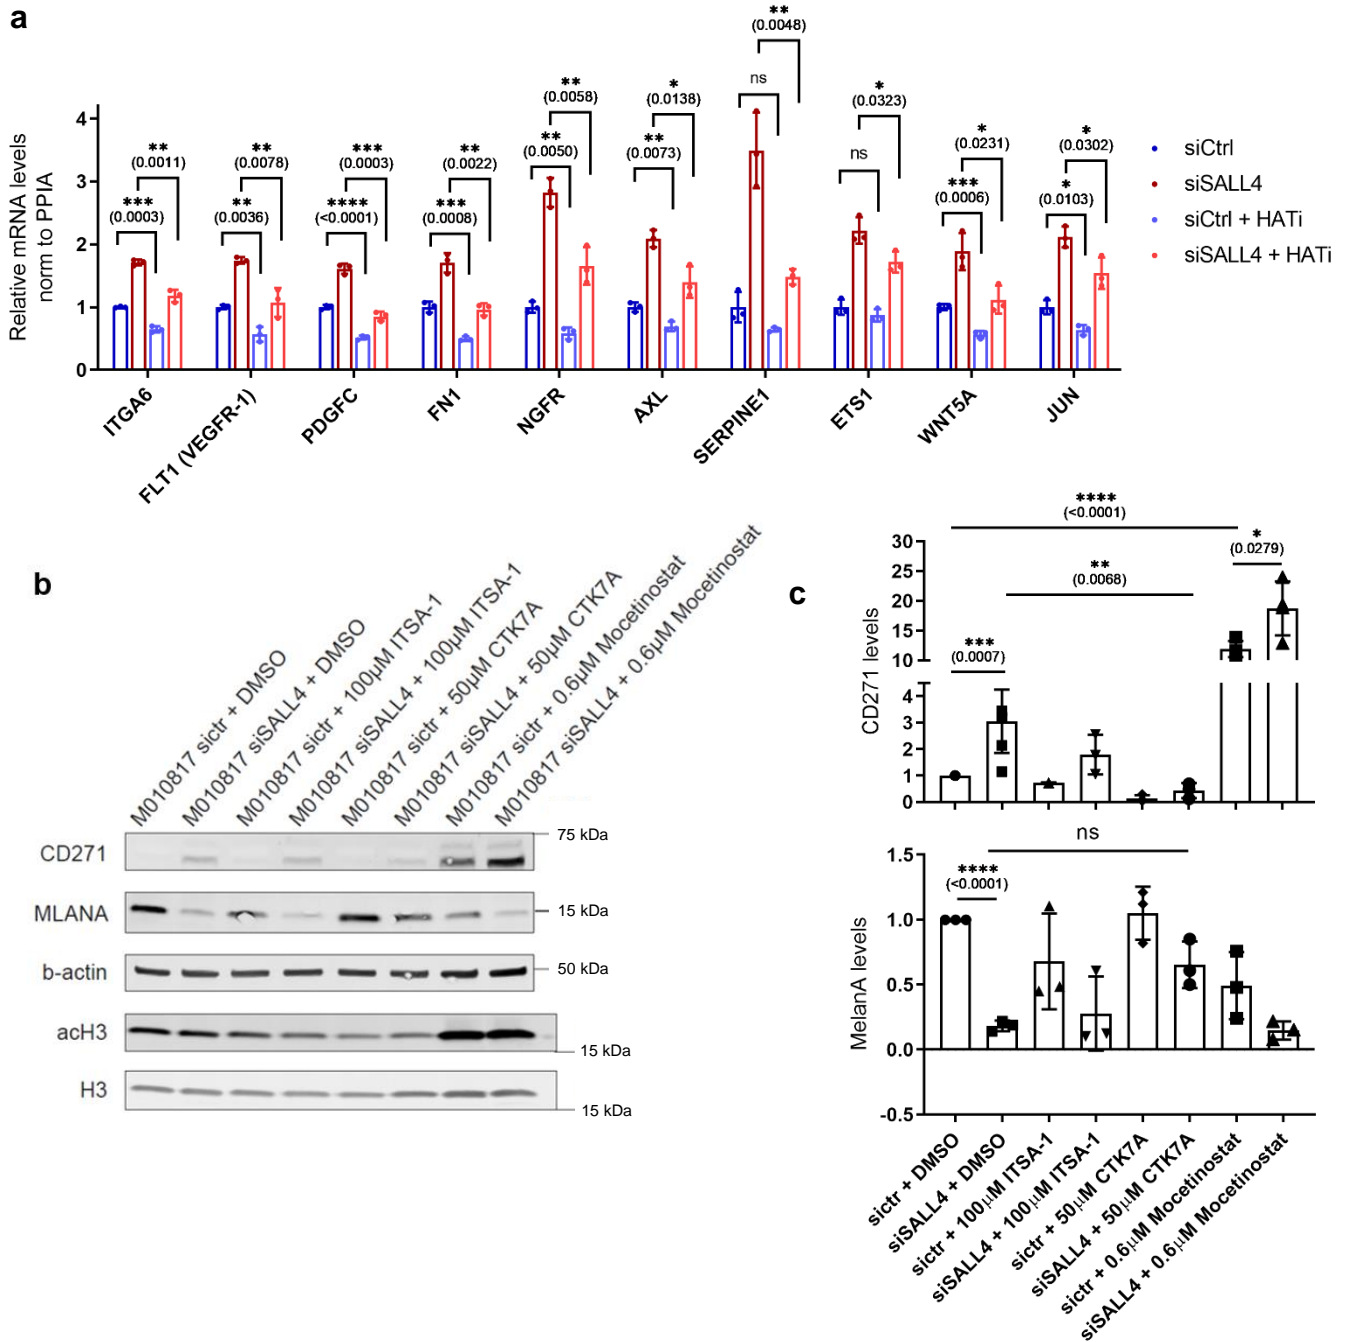 a
Relative mRNA levels
norm to PPIA
4
3
2
1
0
***
(0.0003)
**
(0.0011)
**
(0.0036)
**
(0.0078)
****
(<0.0001)
***
(0.0003)
***
(0.0008)
**
(0.0022)
**
(0.0050)
**
(0.0058)
**
(0.0073)
*
(0.0138)
ns
**
(0.0048)
ns
*
(0.0323)
***
(0.0006)
*
(0.0231)
*
(0.0103)
*
(0.0302)
siCtrl
siSALL4
siCtrl + HATi
siSALL4 + HATi
ITGA6
FLT1 (VEGFR-1)
PDGFC
FN1
NGFR
AXL
SERPINE1
ETS1
WNT5A
JUN
b
M010817 sictr + DMSO
M010817 siSALL4 + DMSO
M010817 sictr + 100µM ITSA-1
M010817 siSALL4 + 100µM ITSA-1
M010817 sictr + 50µM CTK7A
M010817 siSALL4 + 50µM CTK7A
M010817 sictr + 0.6µM Mocetinostat
M010817 siSALL4 + 0.6µM Mocetinostat
CD271
75 kDa
MLANA
15 kDa
b-actin
50 kDa
acH3
15 kDa
H3
15 kDa
c
CD271 levels
30
25
20
15
10
4
3
2
1
0
***
(0.0007)
****
(<0.0001)
**
(0.0068)
*
(0.0279)
MelanA levels
1.5
1.0
0.5
0.0
-0.5
****
(<0.0001)
ns
sictr + DMSO
siSALL4 + DMSO
sictr + 100µM ITSA-1
siSALL4 + 100µM ITSA-1
sictr + 50µM CTK7A
siSALL4 + 50µM CTK7A
sictr + 0.6µM Mocetinostat
siSALL4 + 0.6µM Mocetinostat